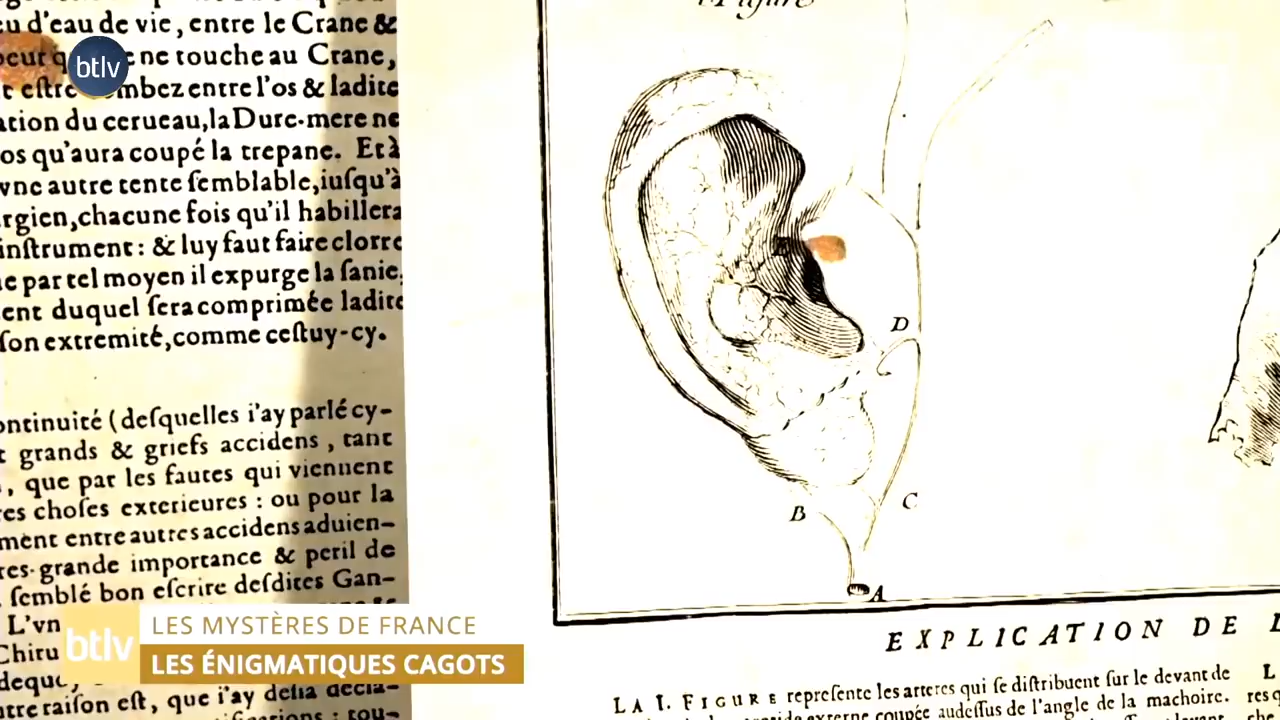 eu d'eau de vie, entre le Crane &
ne touche au Crane,
estre ombez entre l'os & ladite
ation du cerueau, la Dure-mere ne
os qu'aura coupé la trepane. Et à
vne autre tente semblable, iusqu'à
rgien, chacune fois qu'il habillera
instrument: & luy faut faire clorre
e par tel moyen il expurge la sanie,
ent duquel sera comprimée ladite
son extremité, comme cestuy-cy.
ontinuité (desquelles i'ay parlé cy-
t grands & griefs accidens, tant
, que par les fautes qui viennent
res choses exterieures: ou pour la
ment entre autres accidens aduien-
res-grande importance & peril de
semblé bon escrire desdites Gan-
L'vn
Chiru
deque
tre raison est, que i'ay desia decla-
btlv
Figure
D
B
C
A
EXPLICATION DE
LA I. FIGURE represente les arteres qui se distribuent sur le devant de
externe coupée audessus de l'angle de la machoire.
btlv
LES MYSTÈRES DE FRANCE
LES ÉNIGMATIQUES CAGOTS